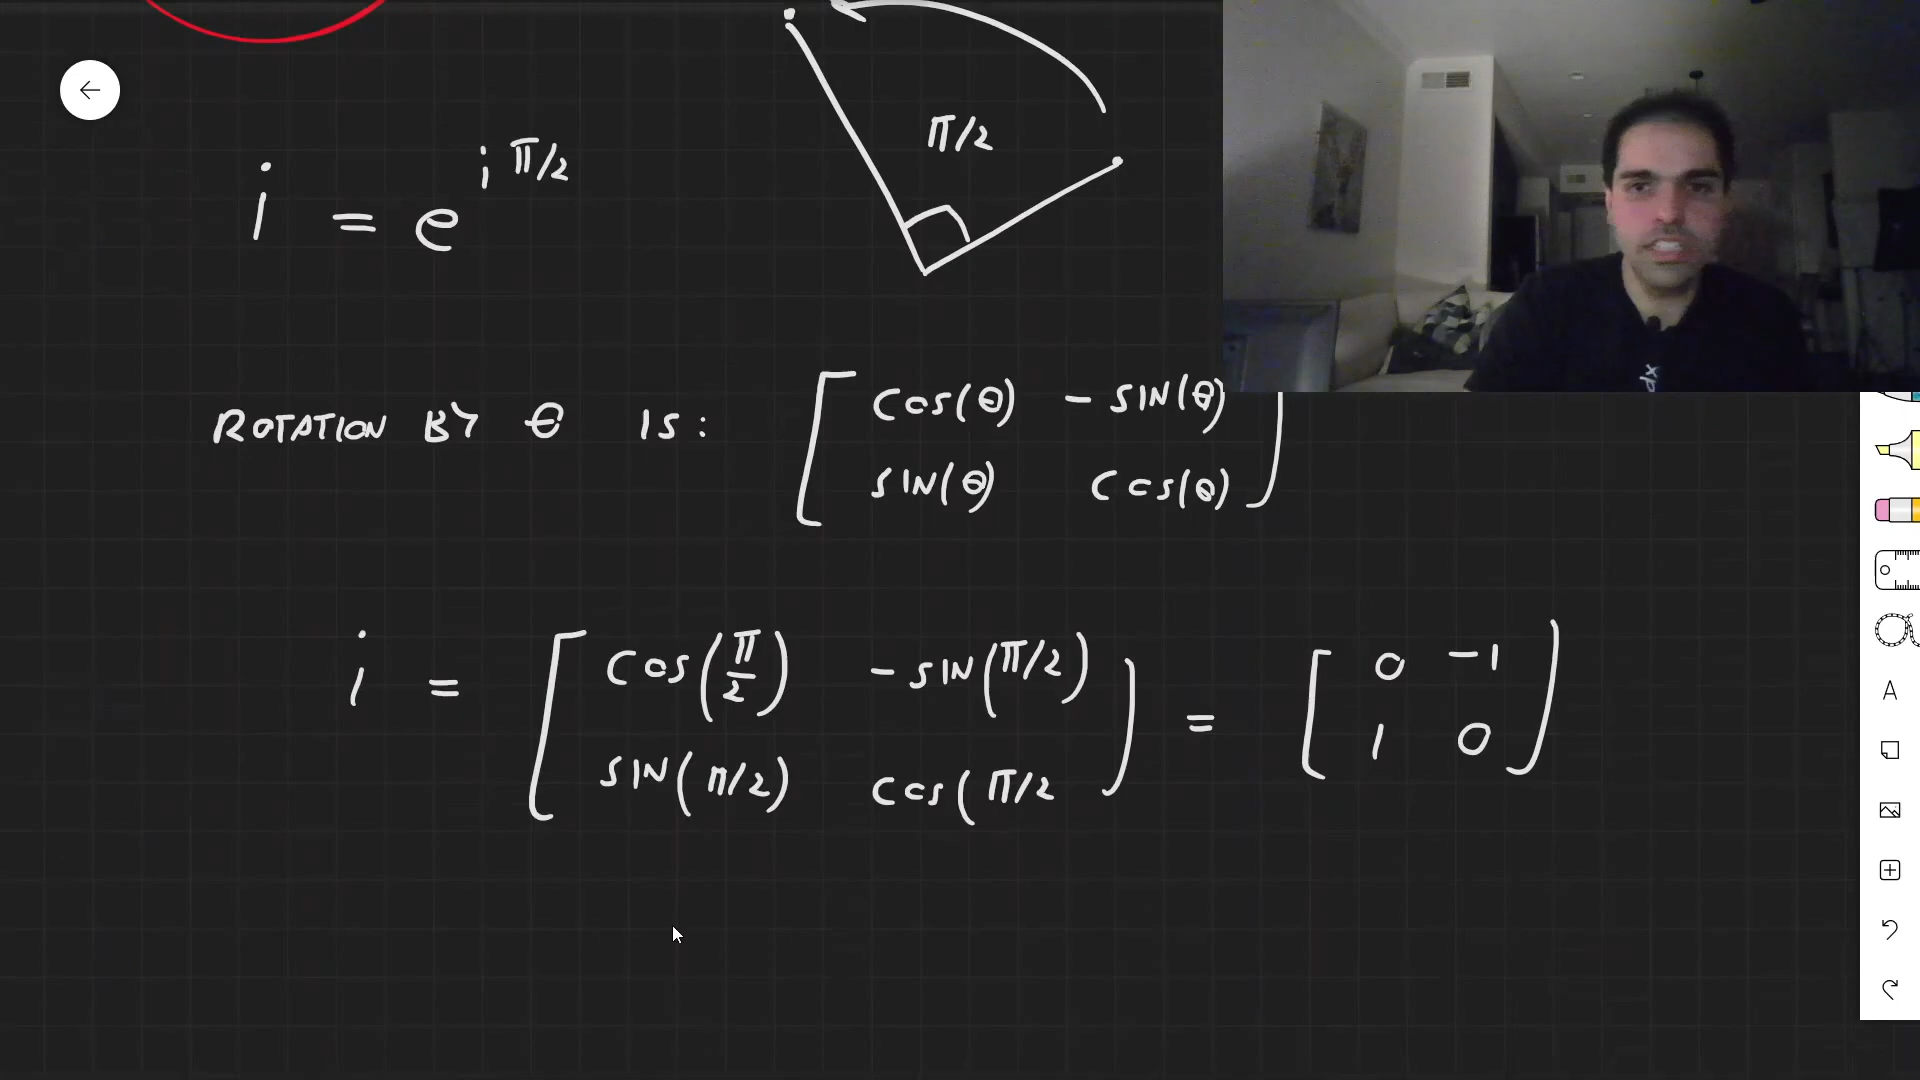 i = e^{i π/2}
π/2
ROTATION BY θ IS: [ cos(θ) - SIN(θ)
SIN(θ) cos(θ) ]
i = [ cos(π/2) - SIN(π/2)
SIN(π/2) cos(π/2 ] = [ 0 -1
1 0 ]
A